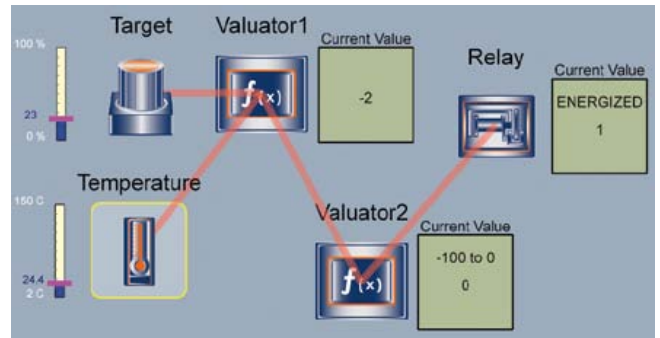 Target
Valuator1
Current Value
-2
100 %
23
0 %
f(x)
Relay
Current Value
ENERGIZED
1
Temperature
150 C
24.4
2 C
Valuator2
f(x)
Current Value
-100 to 0
0